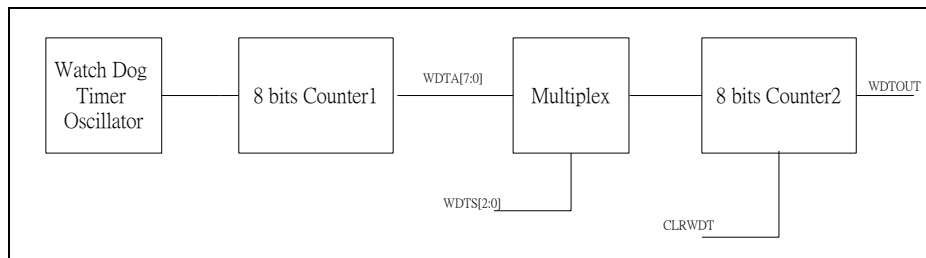 Watch Dog
Timer
Oscillator
8 bits Counter1
WDTA[7:0]
Multiplex
8 bits Counter2
WDTOUT
WDTS[2:0]
CLRWDT